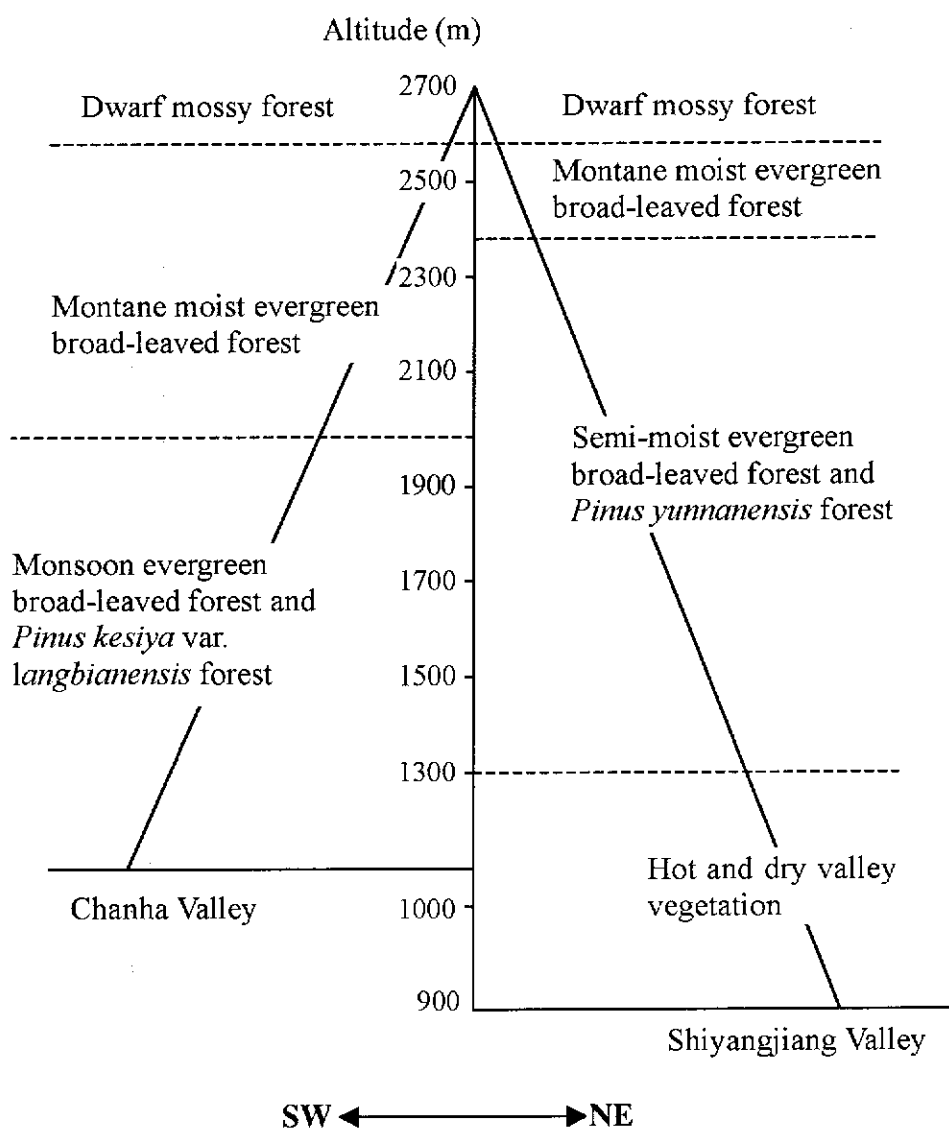 Altitude (m)
2700
Dwarf mossy forest
Dwarf mossy forest
2500
Montane moist evergreen
broad-leaved forest
2300
Montane moist evergreen
broad-leaved forest
2100
Semi-moist evergreen
broad-leaved forest and
Pinus yunnanensis forest
1900
Monsoon evergreen
broad-leaved forest and
Pinus kesiya var.
langbianensis forest
1700
1500
1300
Hot and dry valley
vegetation
Chanha Valley
1000
900
Shiyangjiang Valley
SW NE